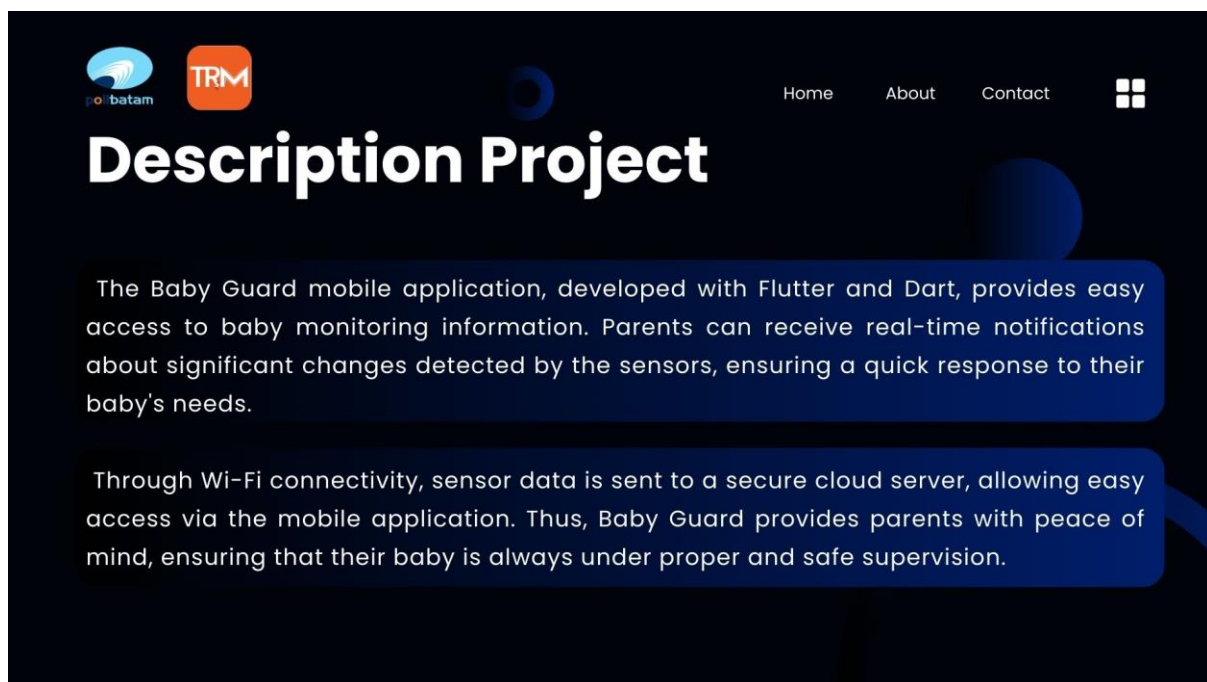 polibatam
TRM
Home About Contact
Description Project
The Baby Guard mobile application, developed with Flutter and Dart, provides easy
access to baby monitoring information. Parents can receive real-time notifications
about significant changes detected by the sensors, ensuring a quick response to their
baby's needs.
Through Wi-Fi connectivity, sensor data is sent to a secure cloud server, allowing easy
access via the mobile application. Thus, Baby Guard provides parents with peace of
mind, ensuring that their baby is always under proper and safe supervision.